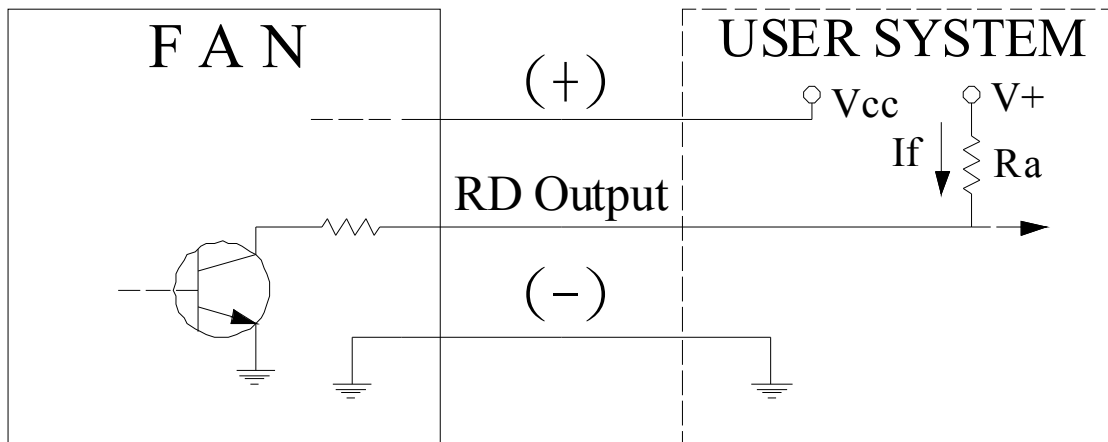 F A N
USER SYSTEM
(+)
Vcc
V+
If
Ra
RD Output
(-)